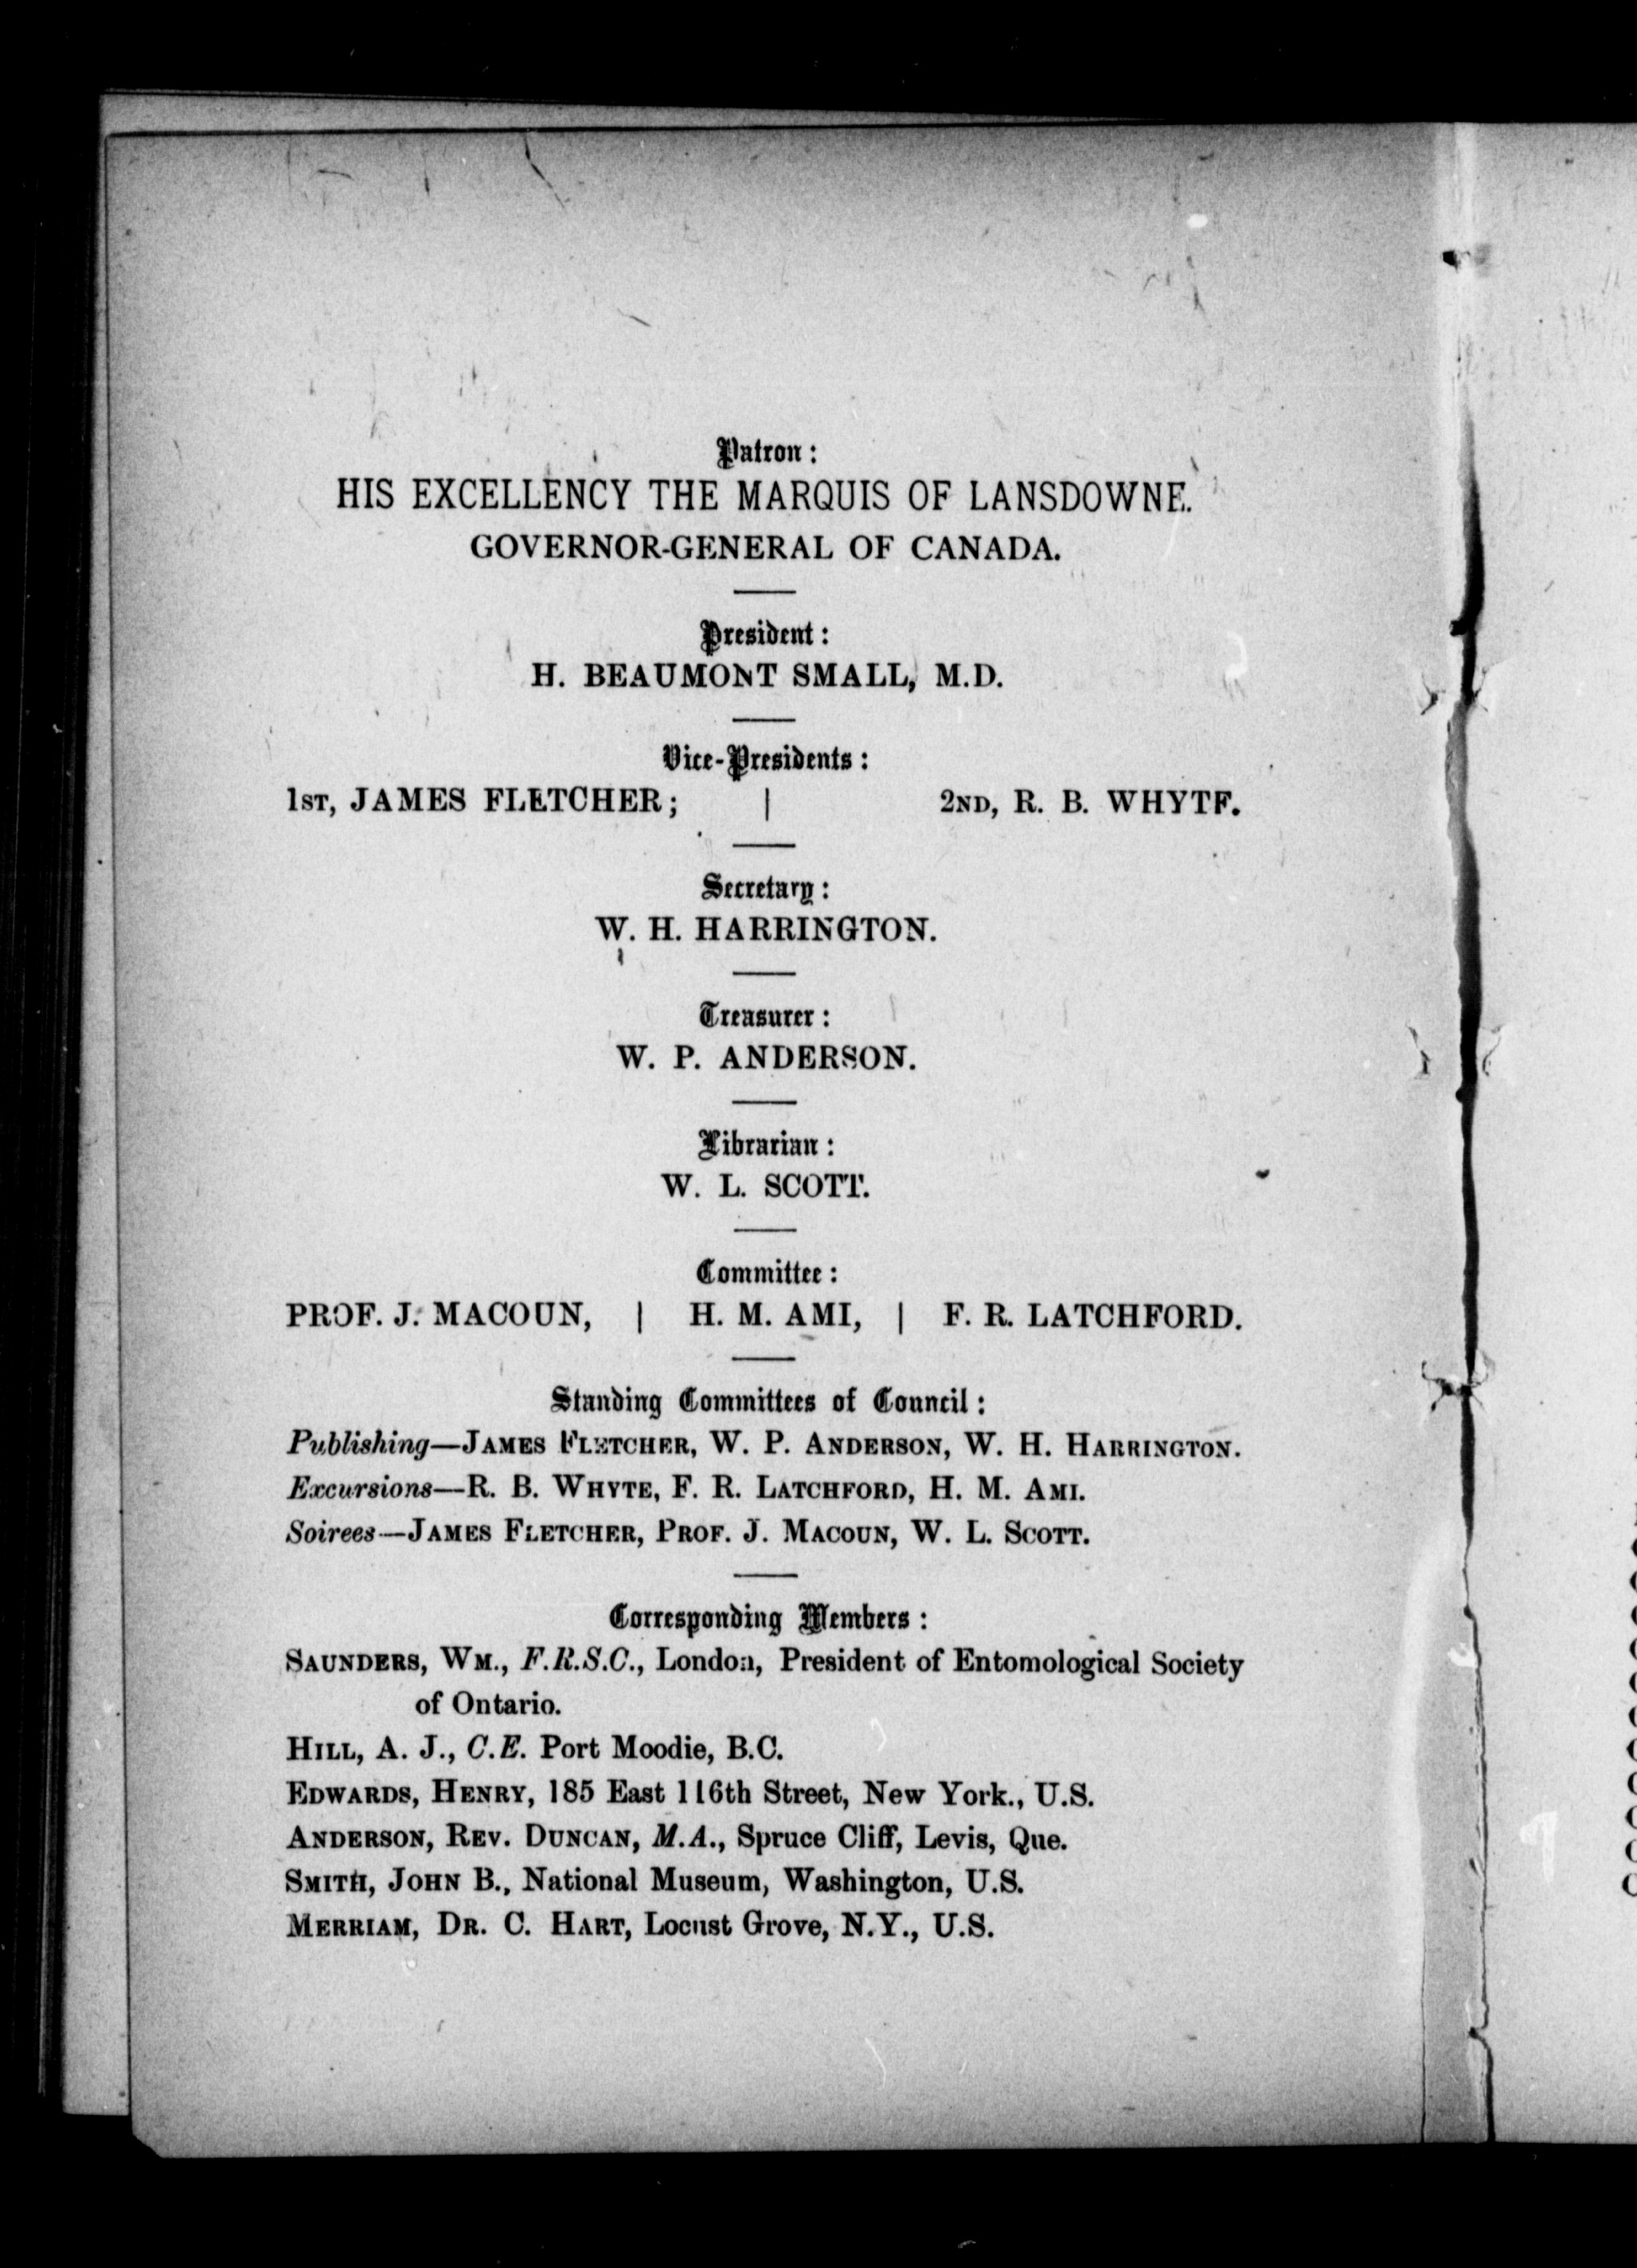 Patron:
HIS EXCELLENCY THE MARQUIS OF LANSDOWNE.
GOVERNOR-GENERAL OF CANADA.
President:
H. BEAUMONT SMALL, M.D.
Vice-Presidents:
1ST, JAMES FLETCHER; | 2ND, R. B. WHYTE.
Secretary:
W. H. HARRINGTON.
Treasurer:
W. P. ANDERSON.
Librarian:
W. L. SCOTT.
Committee:
PROF. J. MACOUN, | H. M. AMI, | F. R. LATCHFORD.
Standing Committees of Council:
Publishing—JAMES FLETCHER, W. P. ANDERSON, W. H. HARRINGTON.
Excursions—R. B. WHYTE, F. R. LATCHFORD, H. M. AMI.
Soirees—JAMES FLETCHER, PROF. J. MACOUN, W. L. SCOTT.
Corresponding Members:
SAUNDERS, WM., F.R.S.C., London, President of Entomological Society
of Ontario.
HILL, A. J., C.E. Port Moodie, B.C.
EDWARDS, HENRY, 185 East 116th Street, New York., U.S.
ANDERSON, REV. DUNCAN, M.A., Spruce Cliff, Levis, Que.
SMITH, JOHN B., National Museum, Washington, U.S.
MERRIAM, DR. C. HART, Locust Grove, N.Y., U.S.